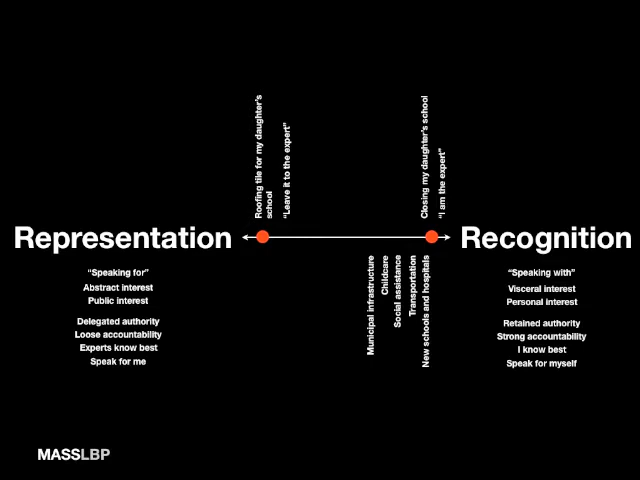 Roofing tile for my daughter's
school
"Leave it to the expert"
Closing my daughter's school
"I am the expert"
Representation
Recognition
"Speaking for"
Abstract interest
Public interest
Delegated authority
Loose accountability
Experts know best
Speak for me
Municipal infrastructure
Childcare
Social assistance
Transportation
New schools and hospitals
"Speaking with"
Visceral interest
Personal interest
Retained authority
Strong accountability
I know best
Speak for myself
MASSLBP